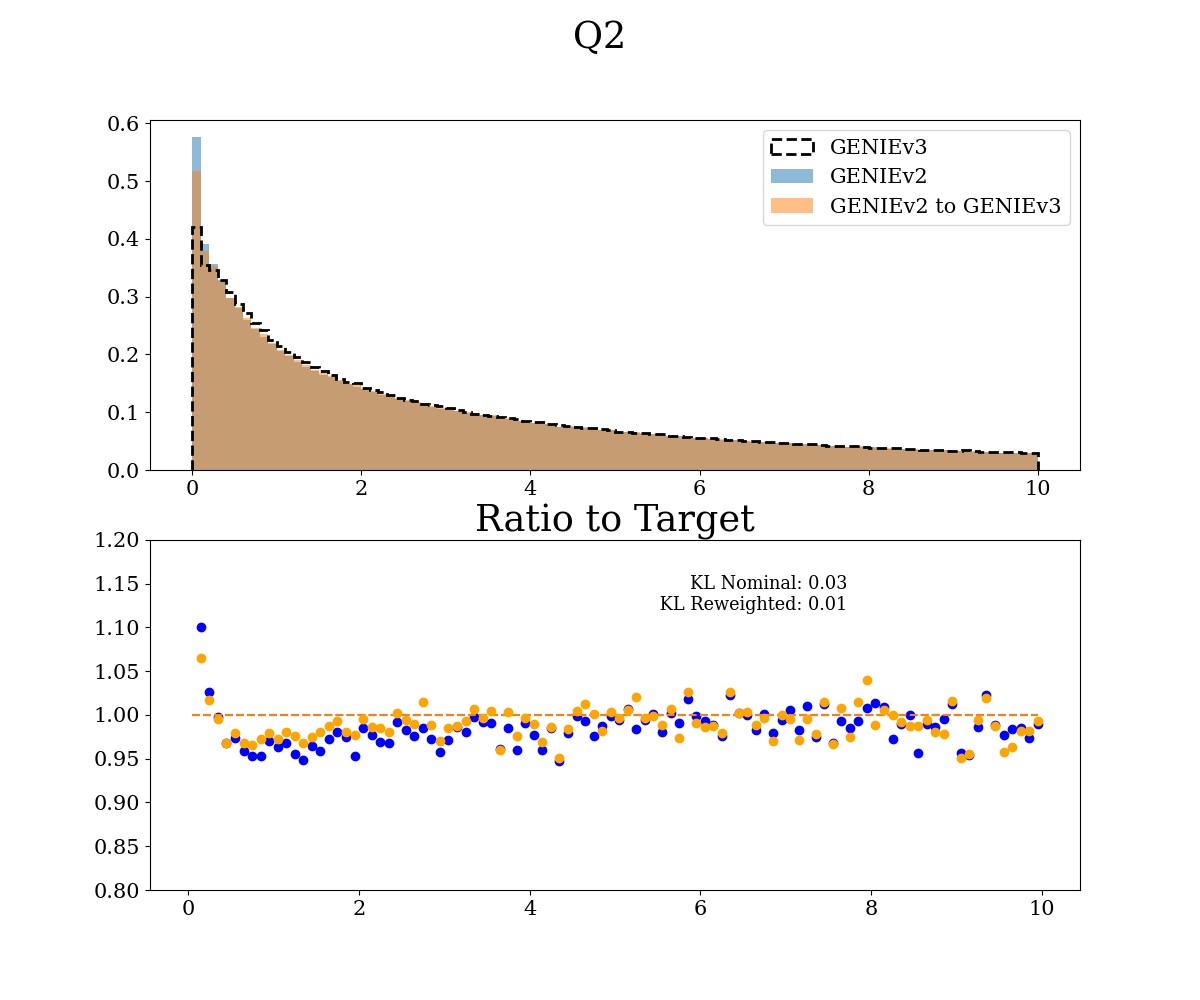 Q2
0.6
0.5
0.4
0.3
0.2
0.1
0.0
GENIEv3
GENIEv2
GENIEv2 to GENIEv3
0 2 4 6 8 10
Ratio to Target
1.20
1.15
1.10
1.05
1.00
0.95
0.90
0.85
0.80
KL Nominal: 0.03
KL Reweighted: 0.01
0 2 4 6 8 10